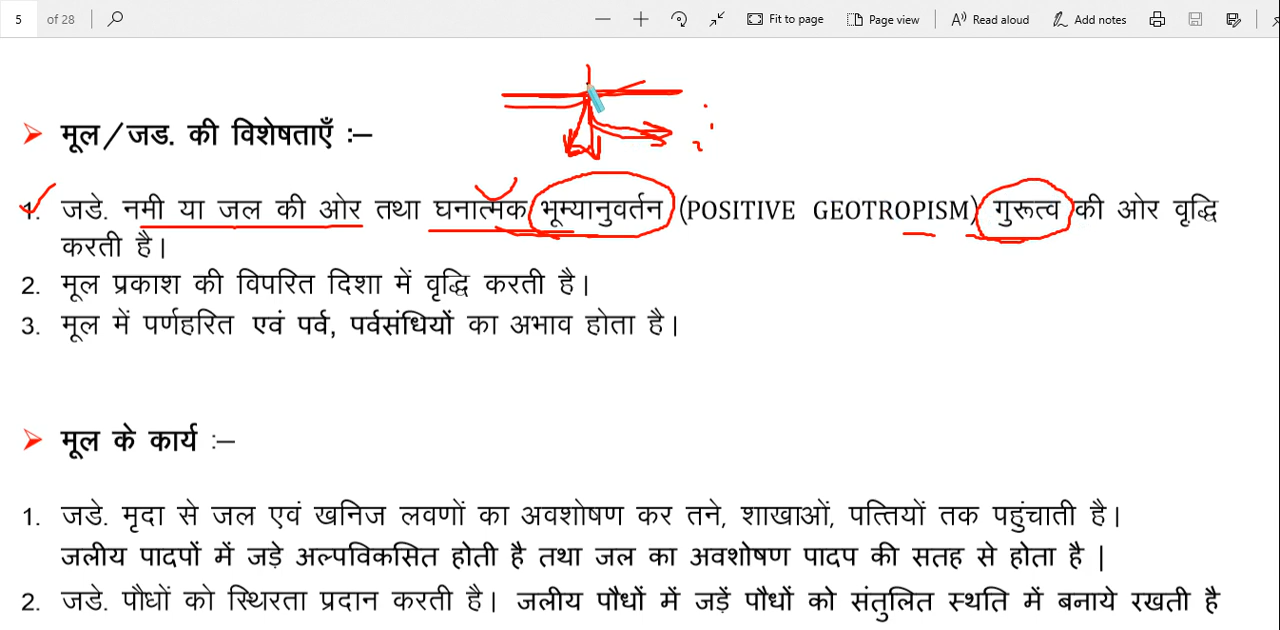 5 of 28 Fit to page Page view Read aloud Add notes
मूल/जड. की विशेषताएँ :–
1. जडे. नमी या जल की ओर तथा घनात्मक भूम्यानुवर्तन (POSITIVE GEOTROPISM) गुरूत्व की ओर वृद्धि
करती है।
2. मूल प्रकाश की विपरित दिशा में वृद्धि करती है।
3. मूल में पर्णहरित एवं पर्व, पर्वसंधियों का अभाव होता है।
मूल के कार्य :–
1. जडे. मृदा से जल एवं खनिज लवणों का अवशोषण कर तने, शाखाओं, पत्तियों तक पहुंचाती है।
जलीय पादपों में जड़े अल्पविकसित होती है तथा जल का अवशोषण पादप की सतह से होता है |
2. जडे. पौधों को स्थिरता प्रदान करती है। जलीय पौधों में जड़ें पौधों को संतुलित स्थति में बनाये रखती है